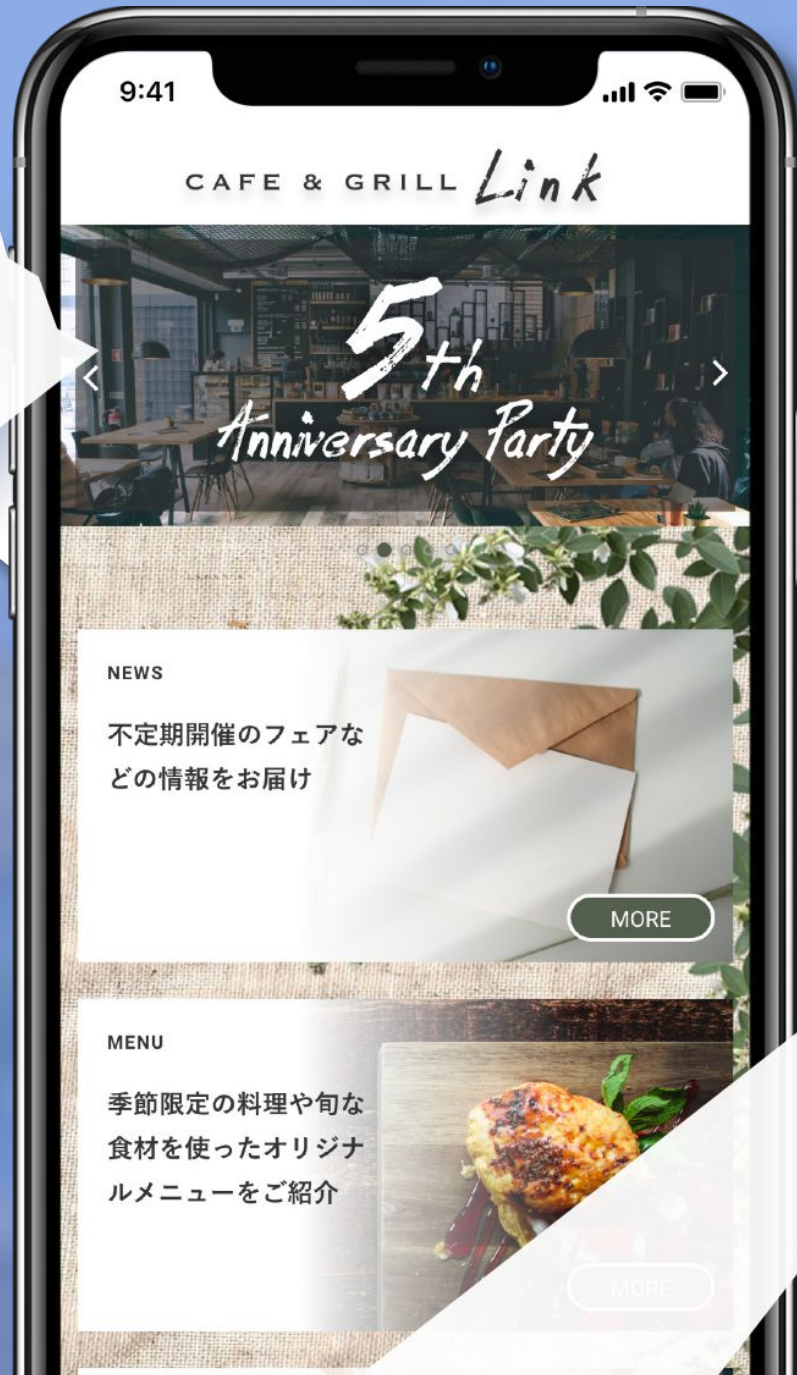 9:41
CAFE & GRILL Link
5th
Anniversary Party
NEWS
不定期開催のフェアな
どの情報をお届け
MORE
MENU
季節限定の料理や旬な
食材を使ったオリジナ
ルメニューをご紹介
MORE